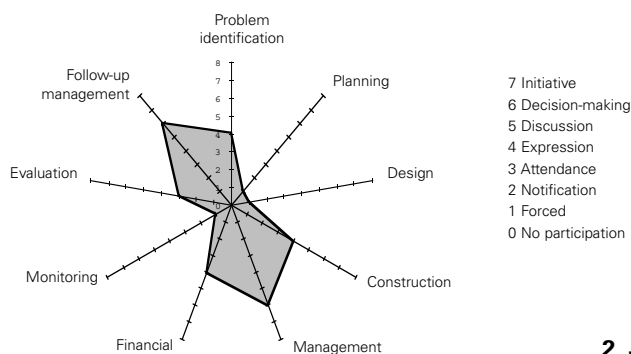 Problem
identification
Follow-up
management
Planning
8
7
6
5
4
3
2
1
0
Evaluation
Design
Monitoring
Construction
Financial
Management
7 Initiative
6 Decision-making
5 Discussion
4 Expression
3 Attendance
2 Notification
1 Forced
0 No participation
2